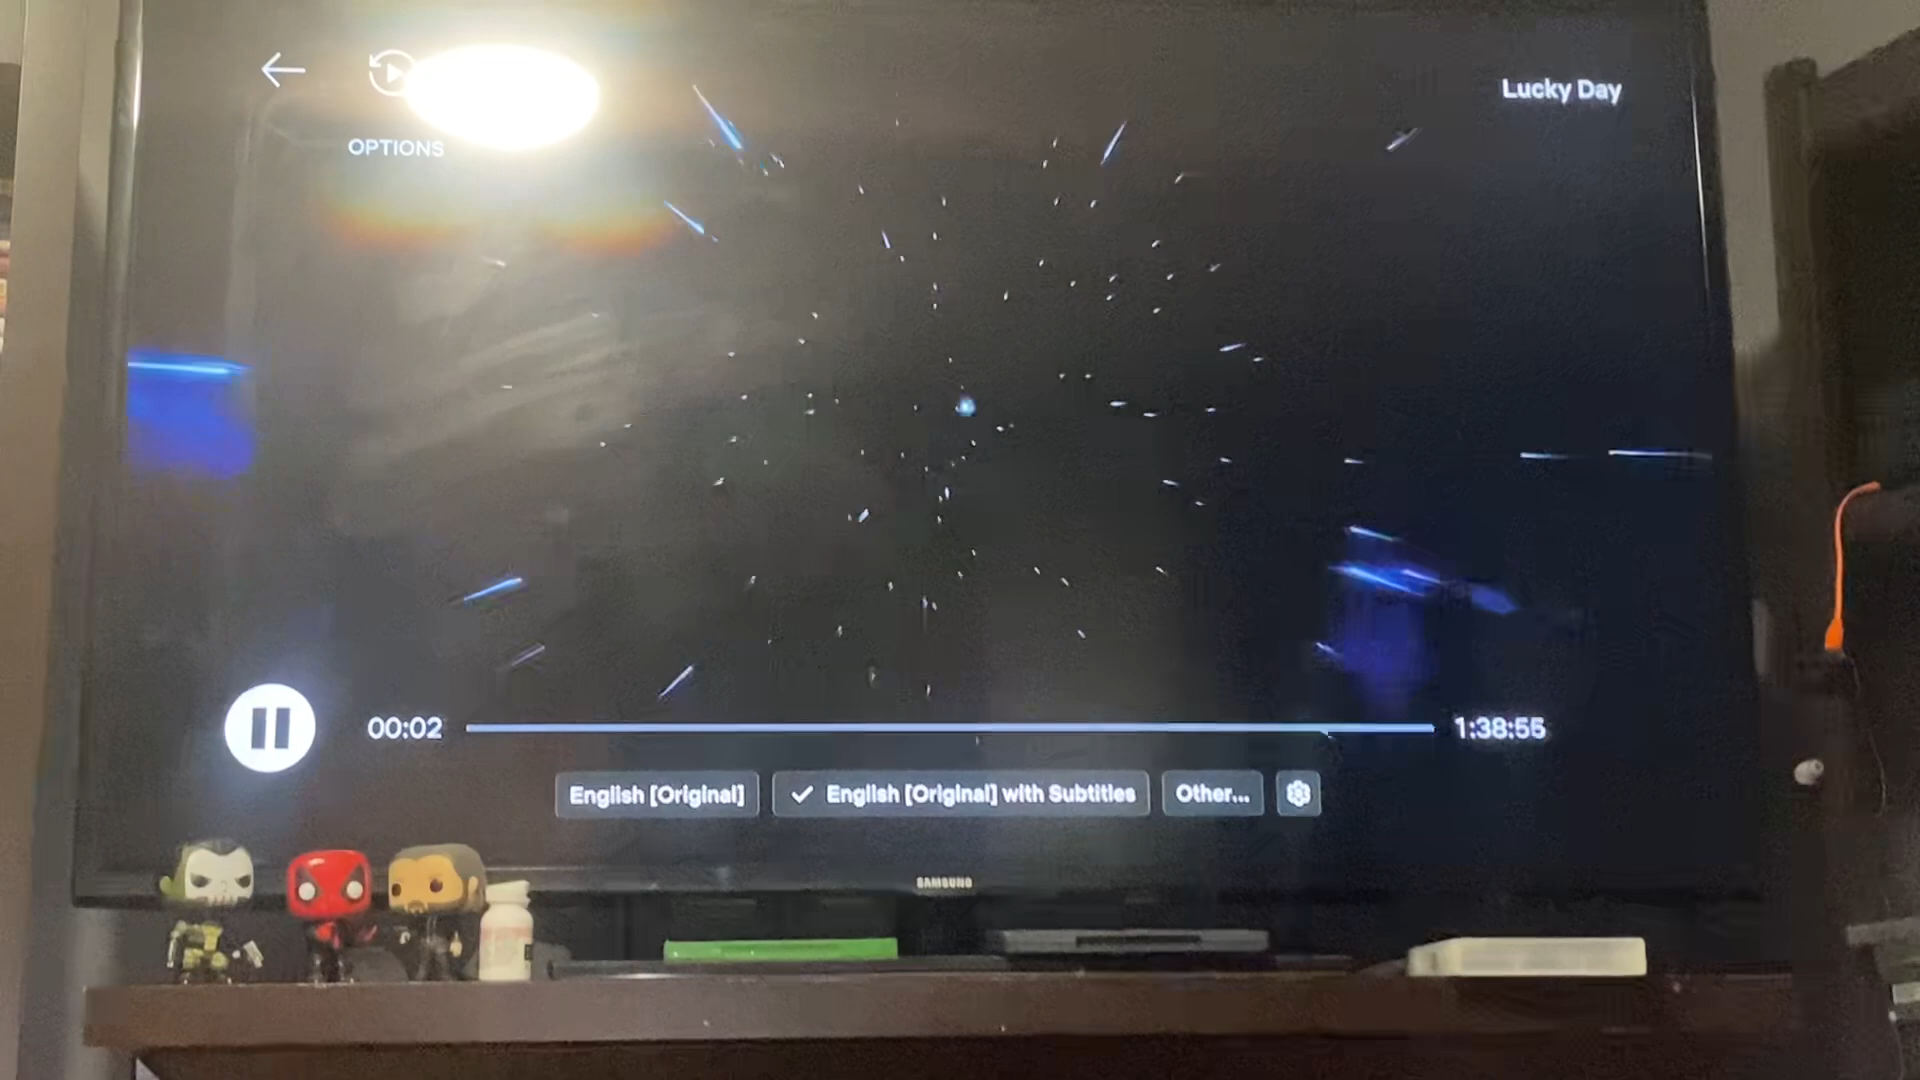 Lucky Day
OPTIONS
00:02
1:38:55
English [Original]
English [Original] with Subtitles
Other...
SAMSUNG